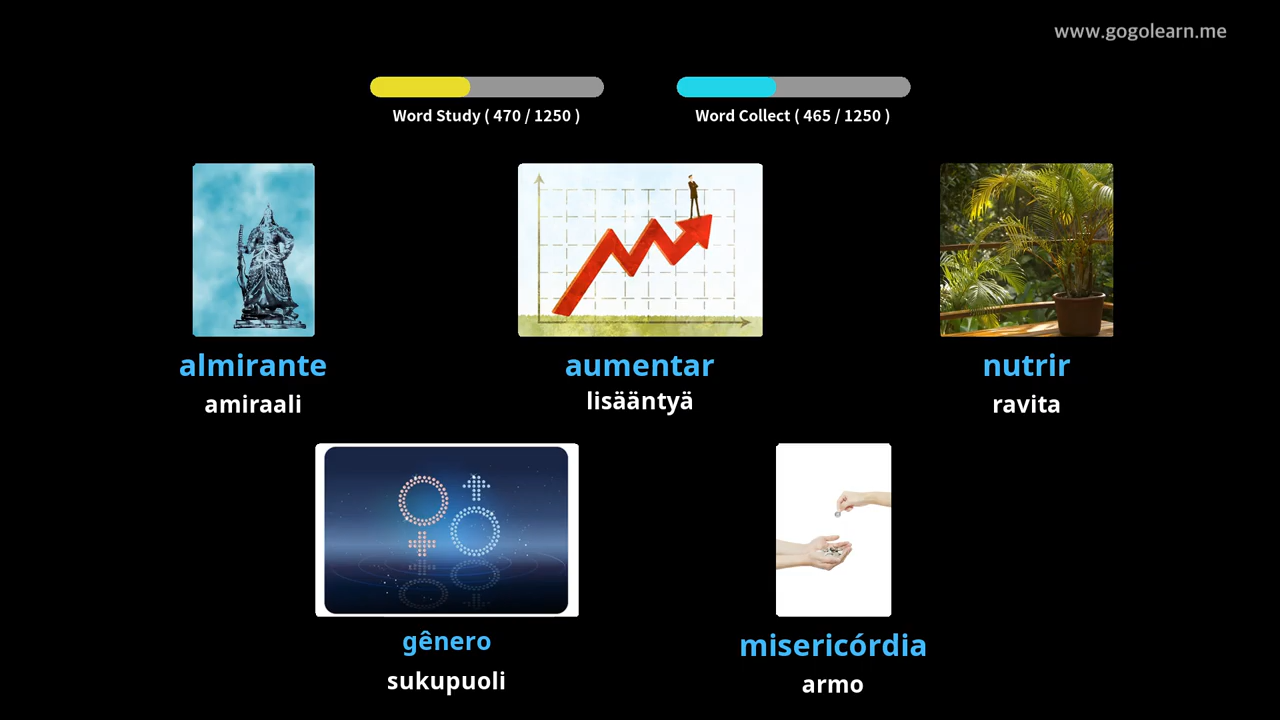 www.gogolearn.me
Word Study ( 470 / 1250 )
Word Collect ( 465 / 1250 )
almirante
amiraali
aumentar
lisääntyä
nutrir
ravita
gênero
sukupuoli
misericórdia
armo